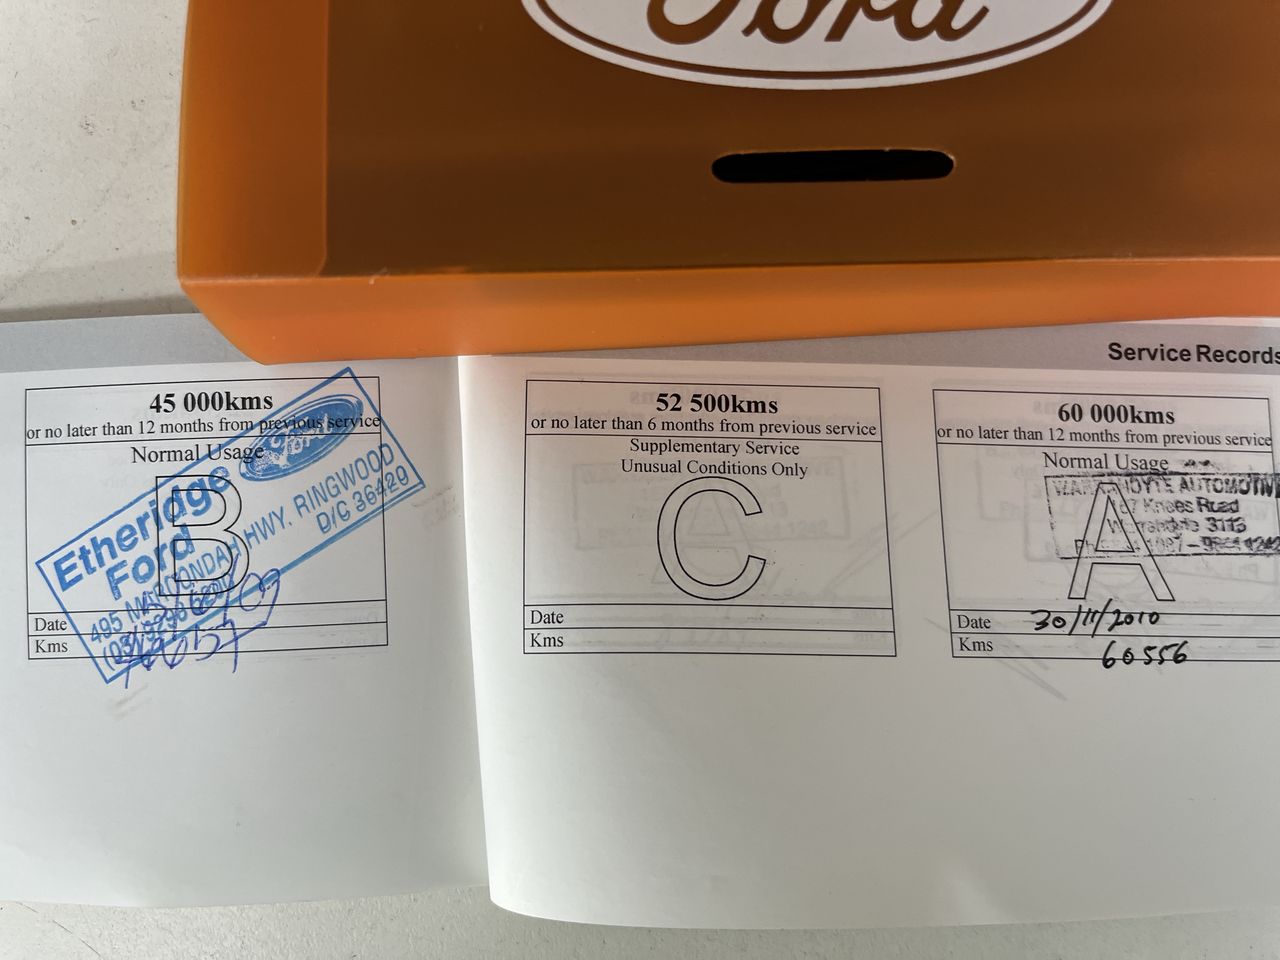 Ford
Service Records
45 000kms
or no later than 12 months from previous service
Normal Usage
B
Etheridge
Ford
Ford
495 MAROONDAH HWY. RINGWOOD
D/C 36420
Date
Kms
52 500kms
or no later than 6 months from previous service
Supplementary Service
Unusual Conditions Only
C
Date
Kms
60 000kms
or no later than 12 months from previous service
Normal Usage
A
AUTOMOTIVE
Knees Road
3113
Date 30/11/2010
Kms 60556